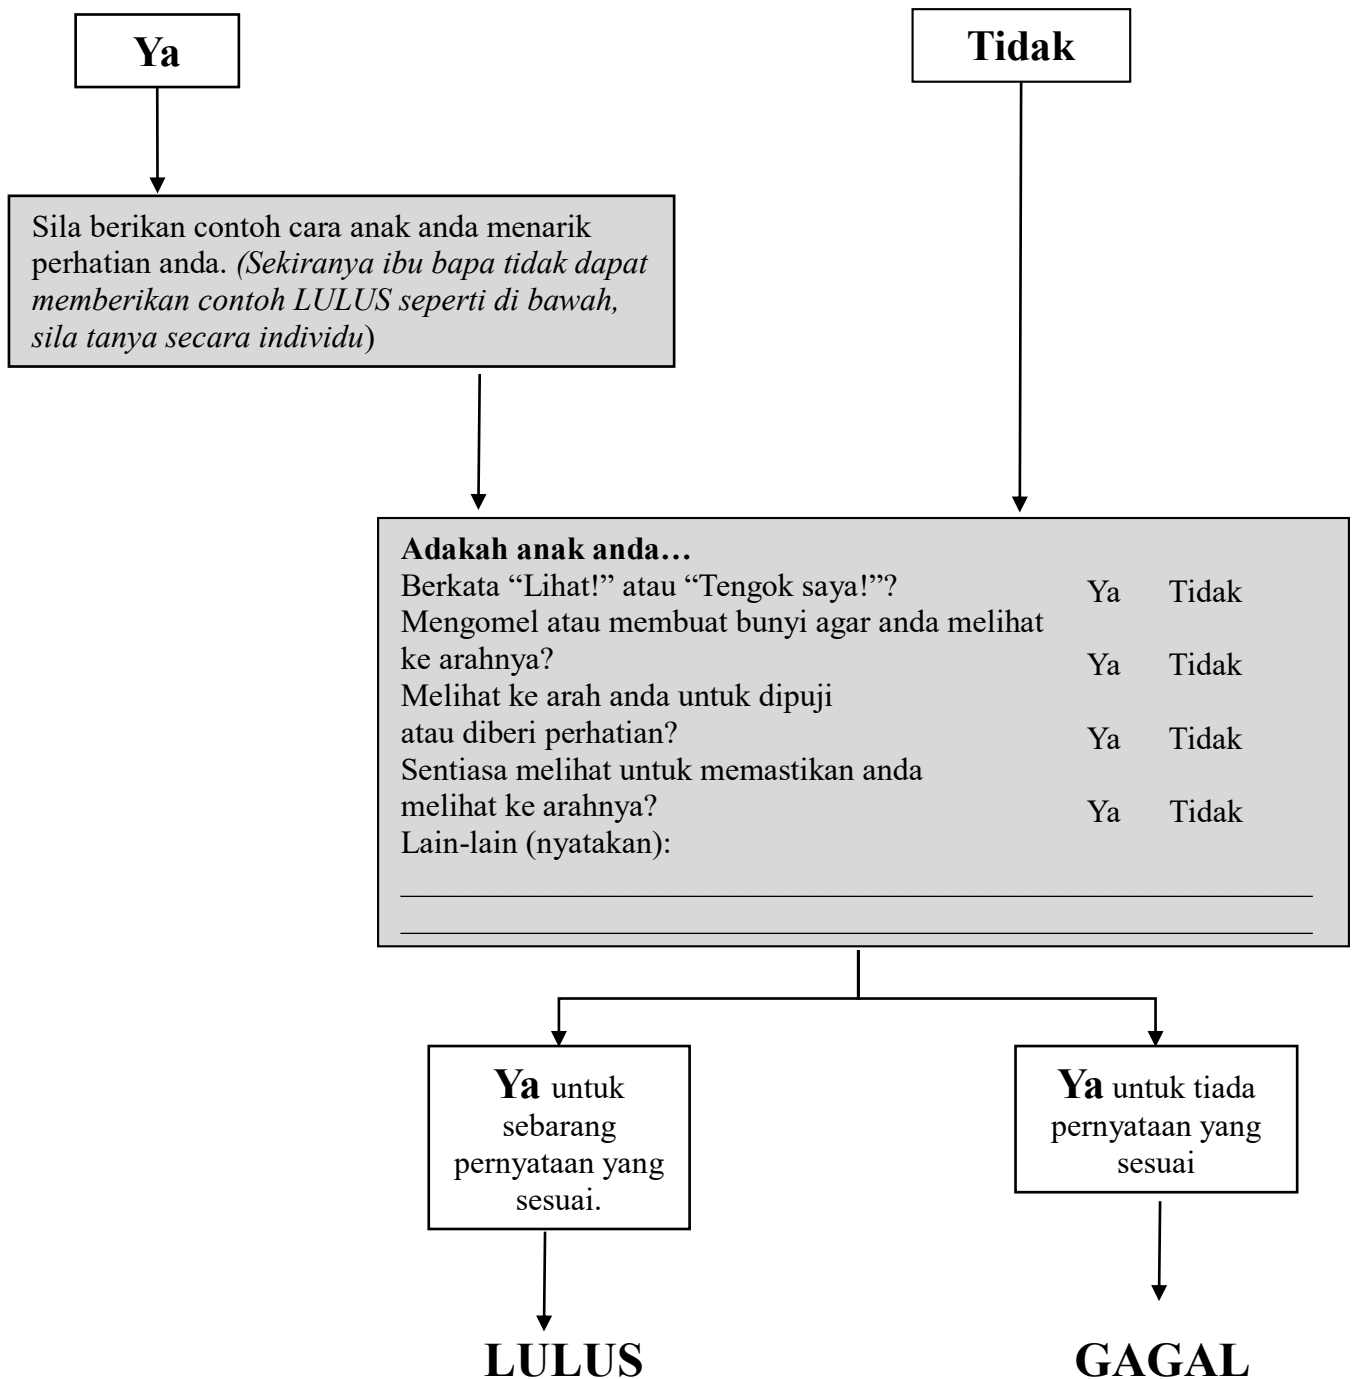 Ya
Tidak
Sila berikan contoh cara anak anda menarik
perhatian anda. (Sekiranya ibu bapa tidak dapat
memberikan contoh LULUS seperti di bawah,
sila tanya secara individu)
Adakah anak anda…
Berkata “Lihat!” atau “Tengok saya!”? Ya Tidak
Mengomel atau membuat bunyi agar anda melihat
ke arahnya? Ya Tidak
Melihat ke arah anda untuk dipuji
atau diberi perhatian? Ya Tidak
Sentiasa melihat untuk memastikan anda
melihat ke arahnya? Ya Tidak
Lain-lain (nyatakan):
Ya untuk
sebarang
pernyataan yang
sesuai.
Ya untuk tiada
pernyataan yang
sesuai
LULUS
GAGAL